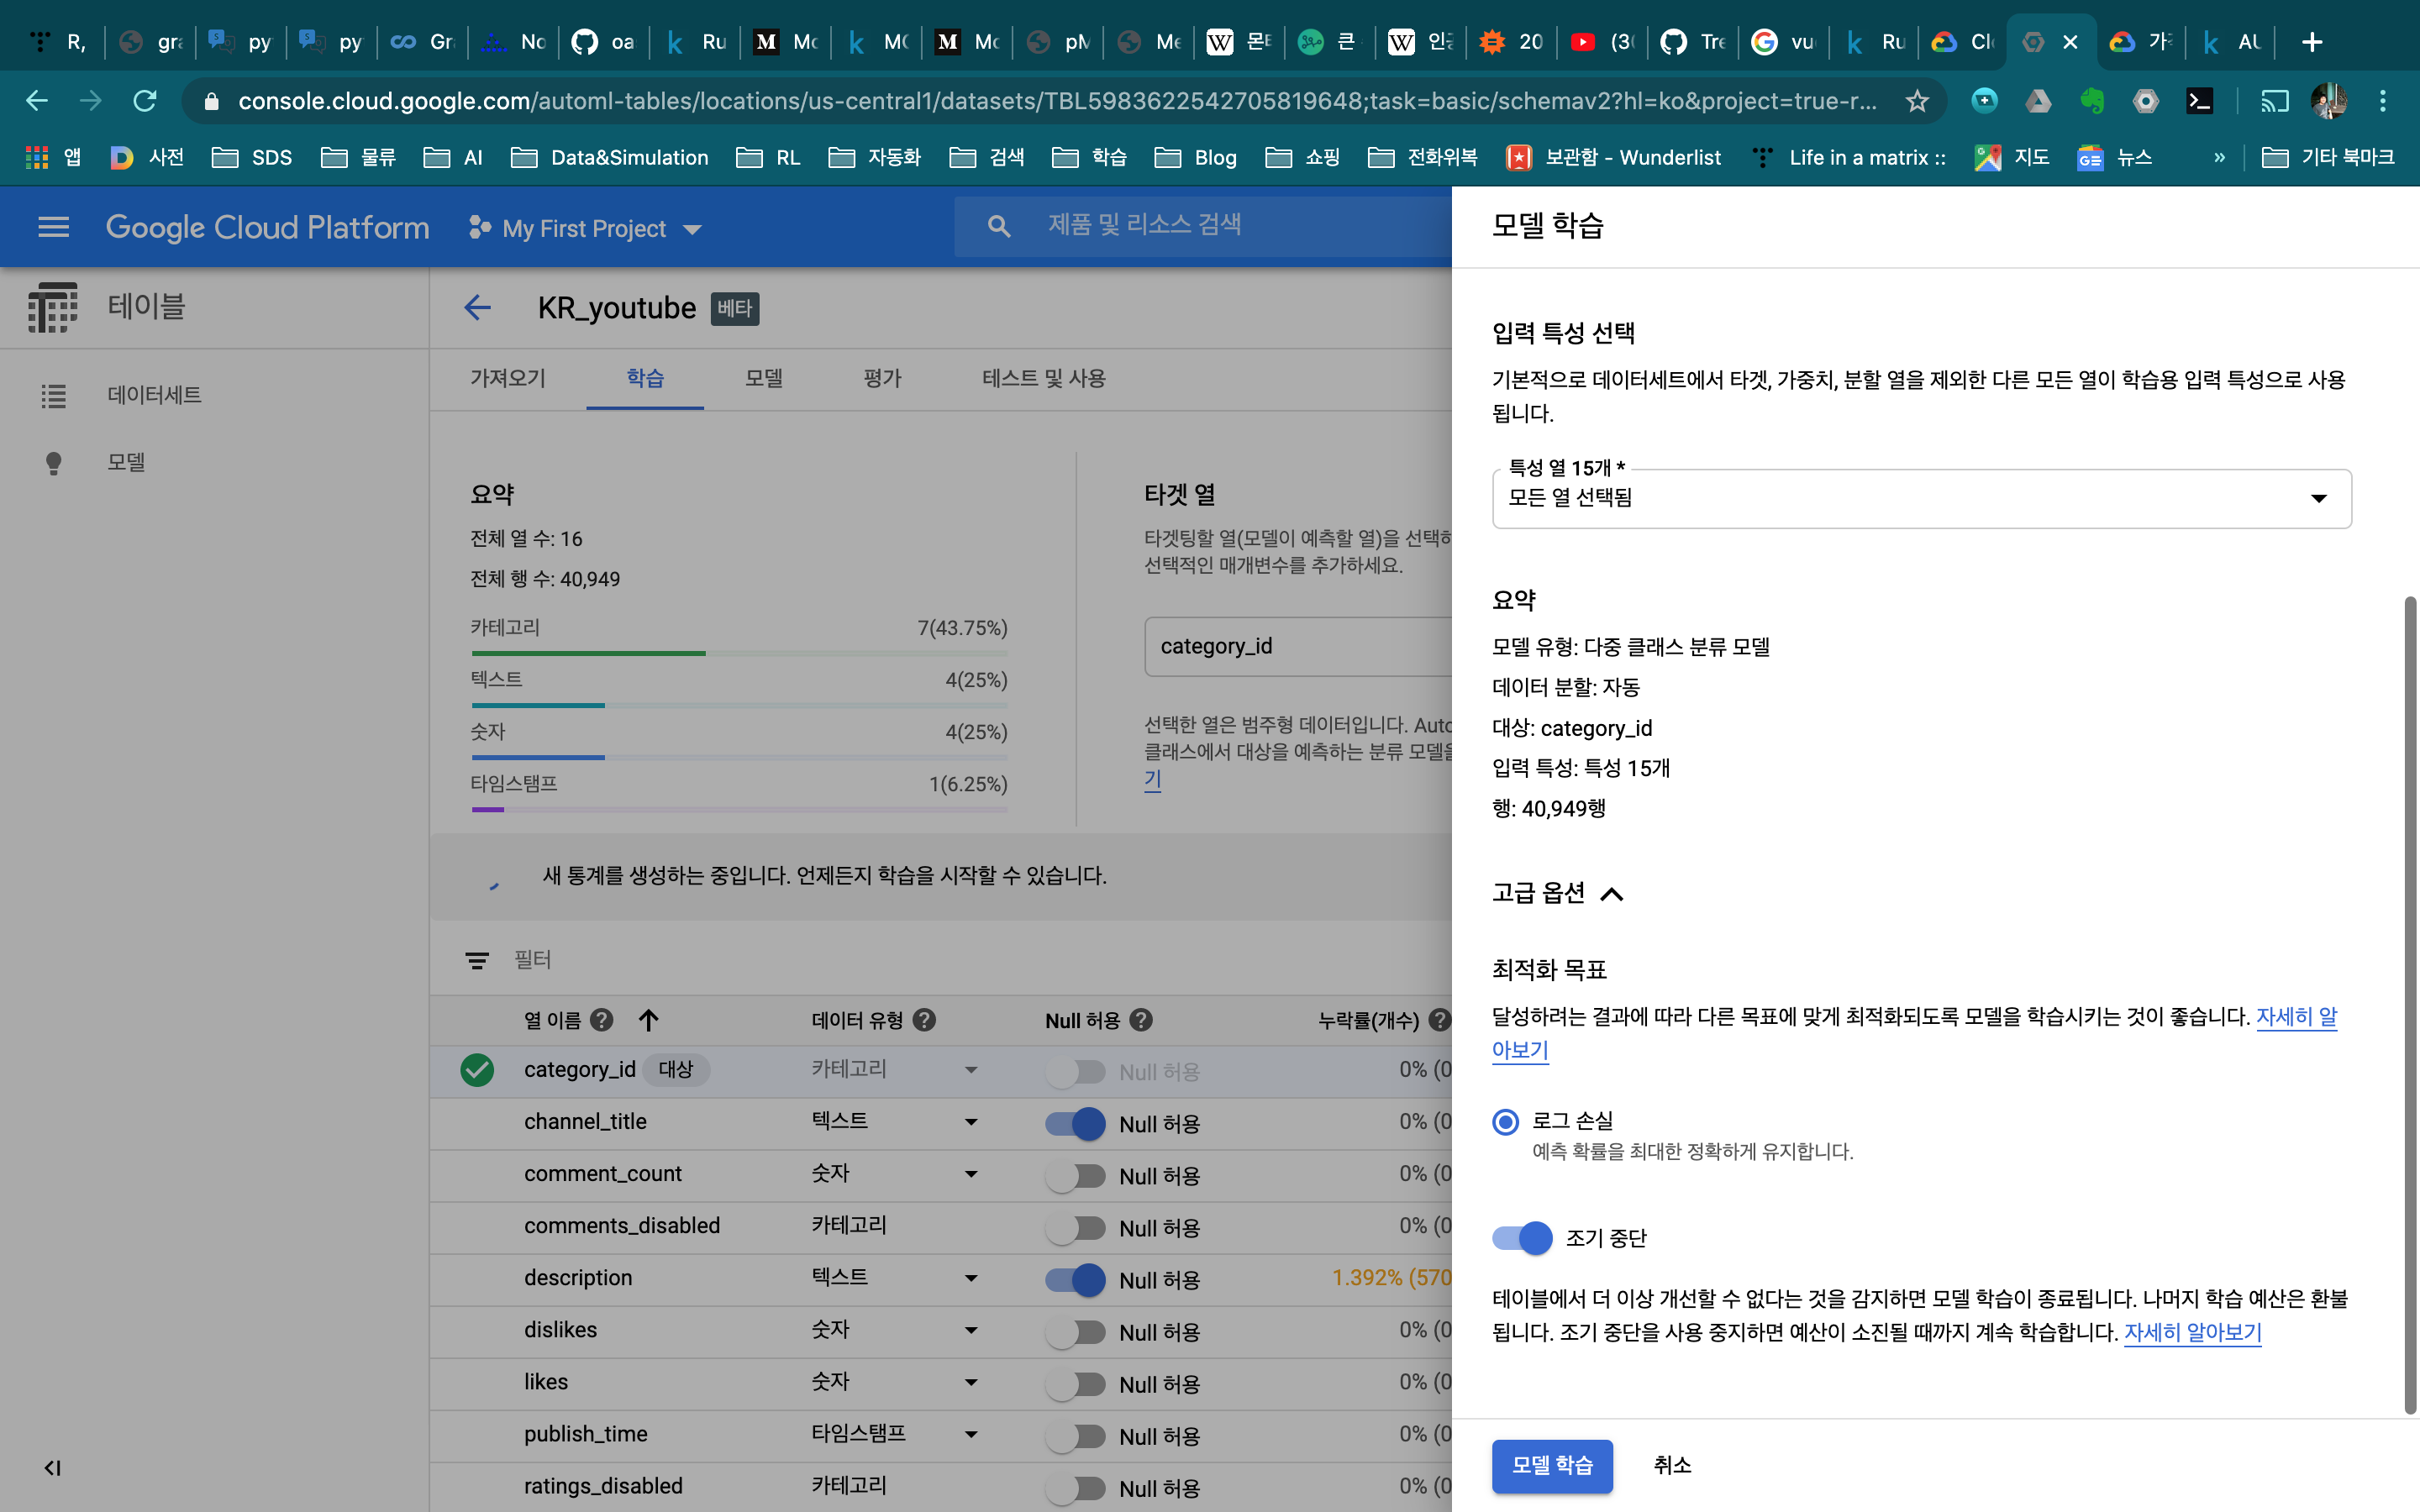 R,
gra
py
py
Gr
No
oa
Ru
Mc
MC
Mc
pM
Me
몬
큰
인
20
(3
Tre
vu
Ru
Clo
가
AU
console.cloud.google.com/automl-tables/locations/us-central1/datasets/TBL5983622542705819648;task=basic/schemav2?hl=ko&project=true-r...
앱
사전
SDS
물류
AI
Data&Simulation
RL
자동화
검색
학습
Blog
쇼핑
전화위복
보관함 - Wunderlist
Life in a matrix ::
지도
뉴스
»
기타 북마크
Google Cloud Platform
My First Project
제품 및 리소스 검색
테이블
데이터세트
모델
KR_youtube
베타
가져오기
학습
모델
평가
테스트 및 사용
요약
전체 열 수: 16
전체 행 수: 40,949
카테고리 7(43.75%)
텍스트 4(25%)
숫자 4(25%)
타임스탬프 1(6.25%)
타겟 열
타겟팅할 열(모델이 예측할 열)을 선택하
선택적인 매개변수를 추가하세요.
category_id
선택한 열은 범주형 데이터입니다. Auto
클래스에서 대상을 예측하는 분류 모델을
기
새 통계를 생성하는 중입니다. 언제든지 학습을 시작할 수 있습니다.
필터
열 이름 데이터 유형 Null 허용 누락률(개수)
category_id 대상 카테고리 Null 허용 0% (0
channel_title 텍스트 Null 허용 0% (0
comment_count 숫자 Null 허용 0% (0
comments_disabled 카테고리 Null 허용 0% (0
description 텍스트 Null 허용 1.392% (570
dislikes 숫자 Null 허용 0% (0
likes 숫자 Null 허용 0% (0
publish_time 타임스탬프 Null 허용 0% (0
ratings_disabled 카테고리 Null 허용 0% (0
모델 학습
입력 특성 선택
기본적으로 데이터세트에서 타겟, 가중치, 분할 열을 제외한 다른 모든 열이 학습용 입력 특성으로 사용
됩니다.
특성 열 15개 *
모든 열 선택됨
요약
모델 유형: 다중 클래스 분류 모델
데이터 분할: 자동
대상: category_id
입력 특성: 특성 15개
행: 40,949행
고급 옵션
최적화 목표
달성하려는 결과에 따라 다른 목표에 맞게 최적화되도록 모델을 학습시키는 것이 좋습니다. 자세히 알
아보기
로그 손실
예측 확률을 최대한 정확하게 유지합니다.
조기 중단
테이블에서 더 이상 개선할 수 없다는 것을 감지하면 모델 학습이 종료됩니다. 나머지 학습 예산은 환불
됩니다. 조기 중단을 사용 중지하면 예산이 소진될 때까지 계속 학습합니다. 자세히 알아보기
모델 학습
취소